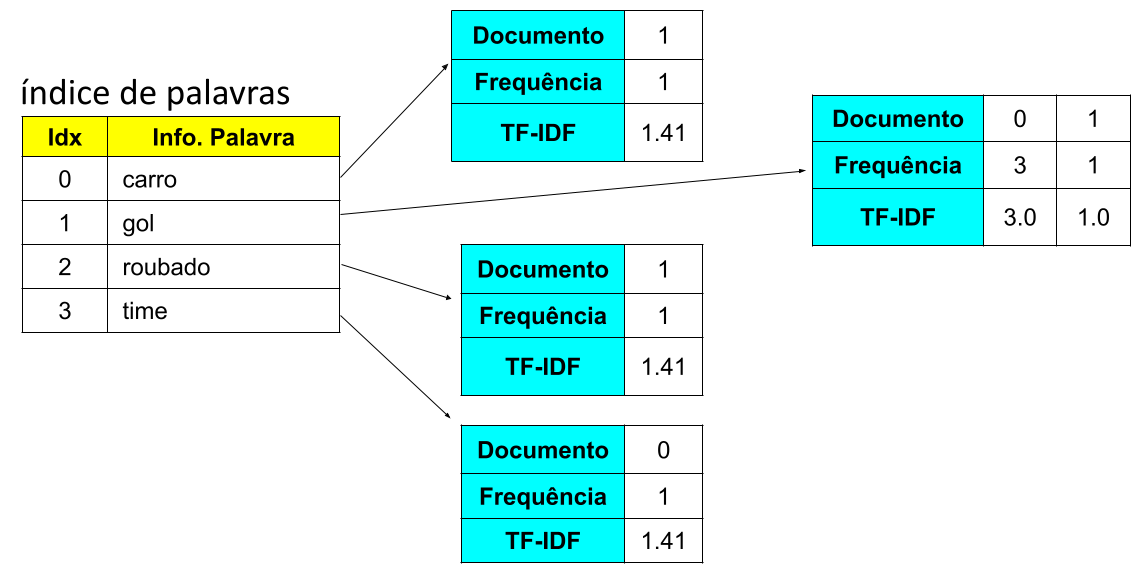 índice de palavras
Idx Info. Palavra
0 carro
1 gol
2 roubado
3 time
Documento 1
Frequência 1
TF-IDF 1.41
Documento 0 1
Frequência 3 1
TF-IDF 3.0 1.0
Documento 1
Frequência 1
TF-IDF 1.41
Documento 0
Frequência 1
TF-IDF 1.41